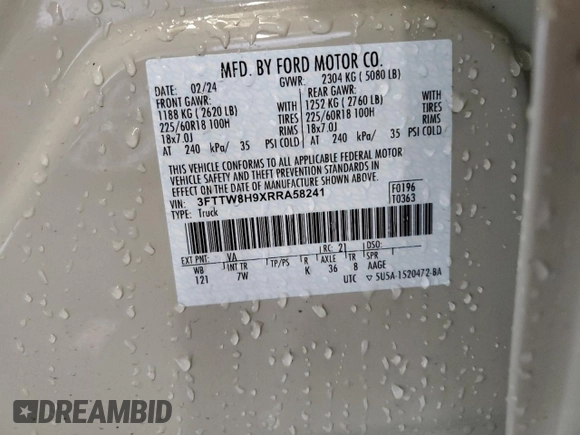 MFD. BY FORD MOTOR CO.
DATE: 02/24 GVWR: 2304 KG ( 5080 LB)
FRONT GAWR: REAR GAWR:
1188 KG ( 2620 LB) WITH 1252 KG ( 2760 LB) WITH
225/60R18 100H TIRES 225/60R18 100H TIRES
18x7.0J RIMS 18x7.0J RIMS
AT 240 kPa/ 35 PSI COLD AT 240 kPa/ 35 PSI COLD
THIS VEHICLE CONFORMS TO ALL APPLICABLE FEDERAL MOTOR
VEHICLE SAFETY AND THEFT PREVENTION STANDARDS IN
EFFECT ON THE DATE OF MANUFACTURE SHOWN ABOVE.
VIN: 3FTTW8H9XRRA58241 F0196
TYPE: Truck T0363
EXT PNT: VA RC: 2 DSO:
WB INT TR TP/PS R AXLE TR SPR
121 7W K 36 8 AAGE
UTC ▽ 5U5A-1520472-BA
DREAMBID